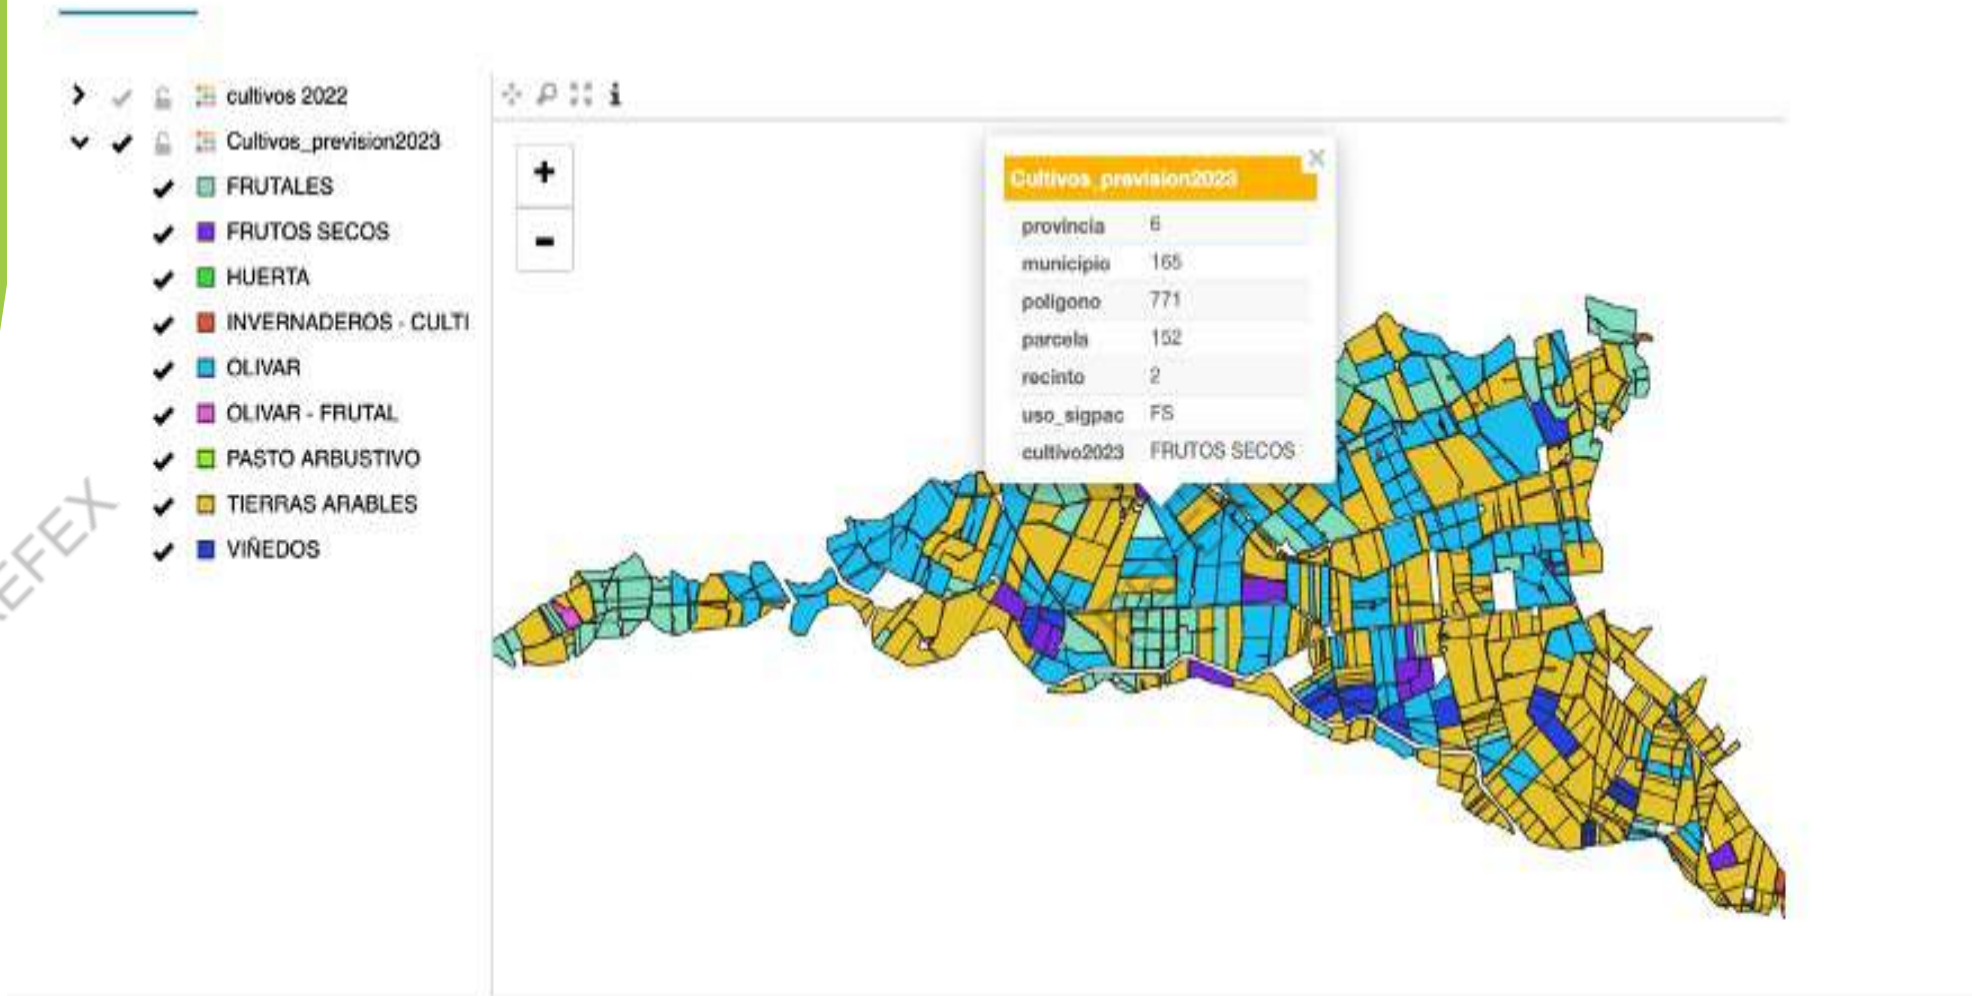 cultivos 2022
Cultivos_prevision2023
FRUTALES
FRUTOS SECOS
HUERTA
INVERNADEROS - CULTI
OLIVAR
OLIVAR - FRUTAL
PASTO ARBUSTIVO
TIERRAS ARABLES
VIÑEDOS
+
-
Cultivos_prevision2023
provincia 6
municipio 165
poligono 771
parcela 152
recinto 2
uso_sigpac FS
cultivo2023 FRUTOS SECOS